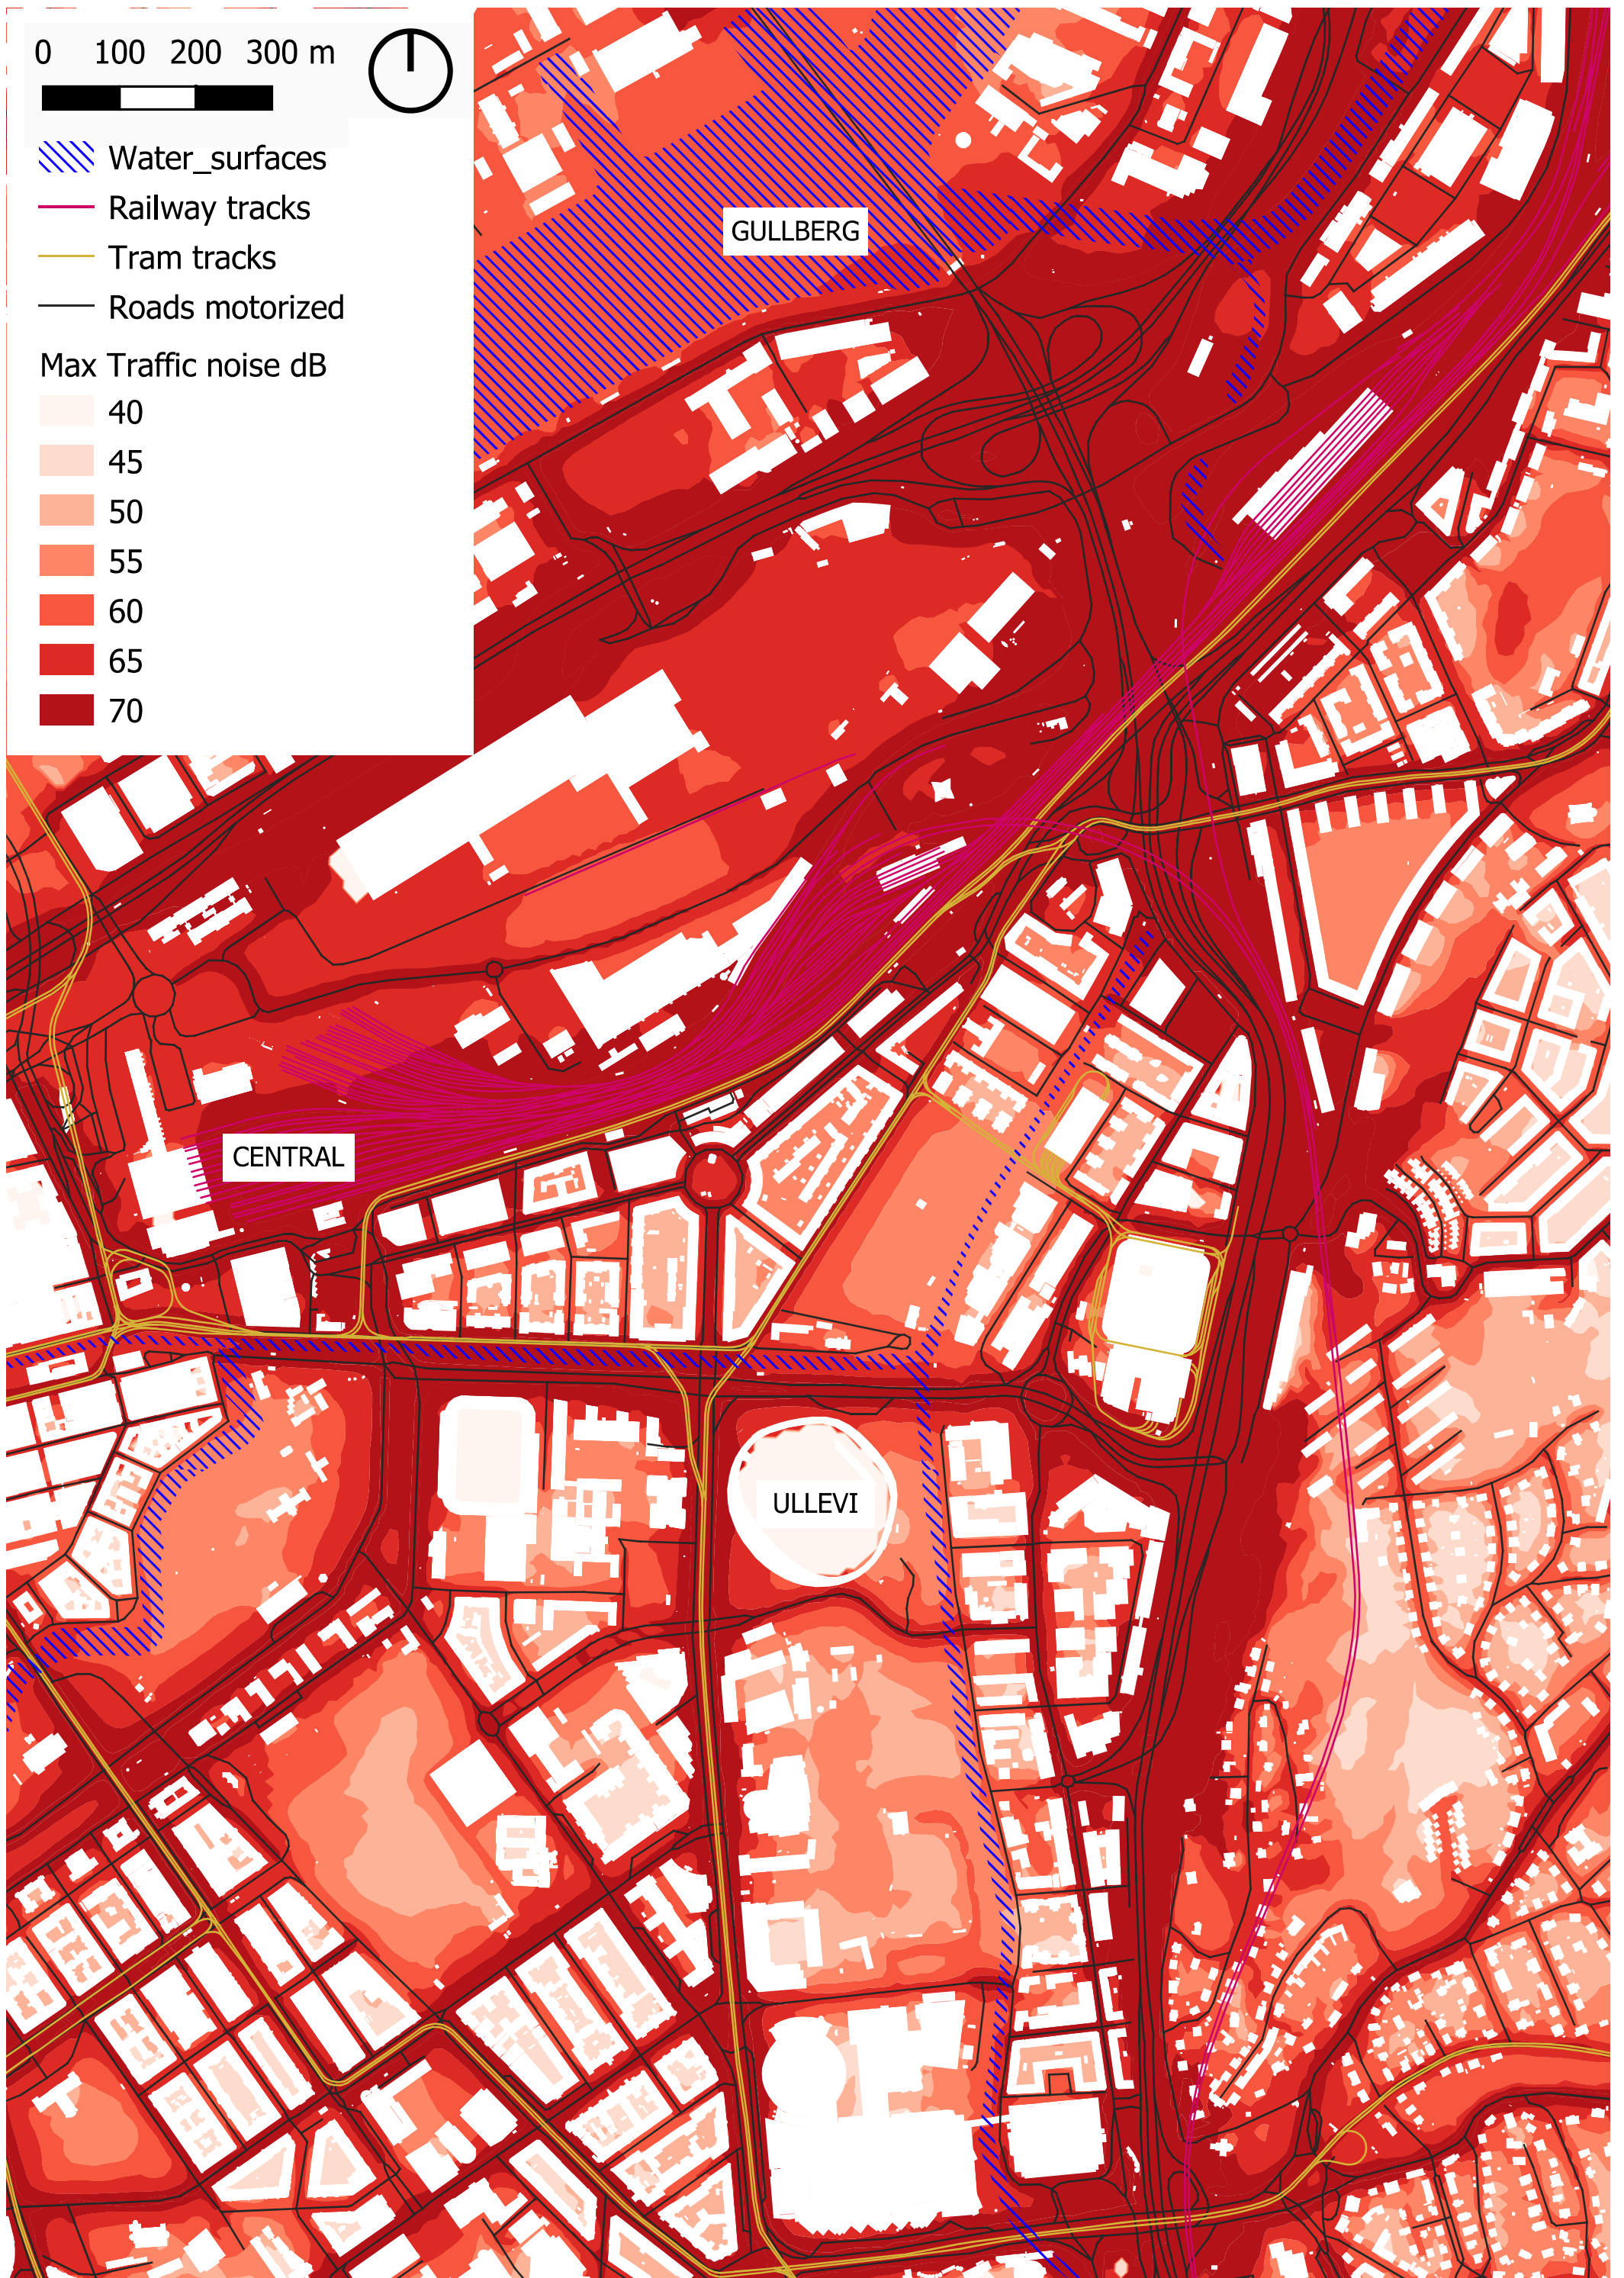 0 100 200 300 m
Water_surfaces
Railway tracks
Tram tracks
Roads motorized
Max Traffic noise dB
40
45
50
55
60
65
70
GULLBERG
CENTRAL
ULLEVI